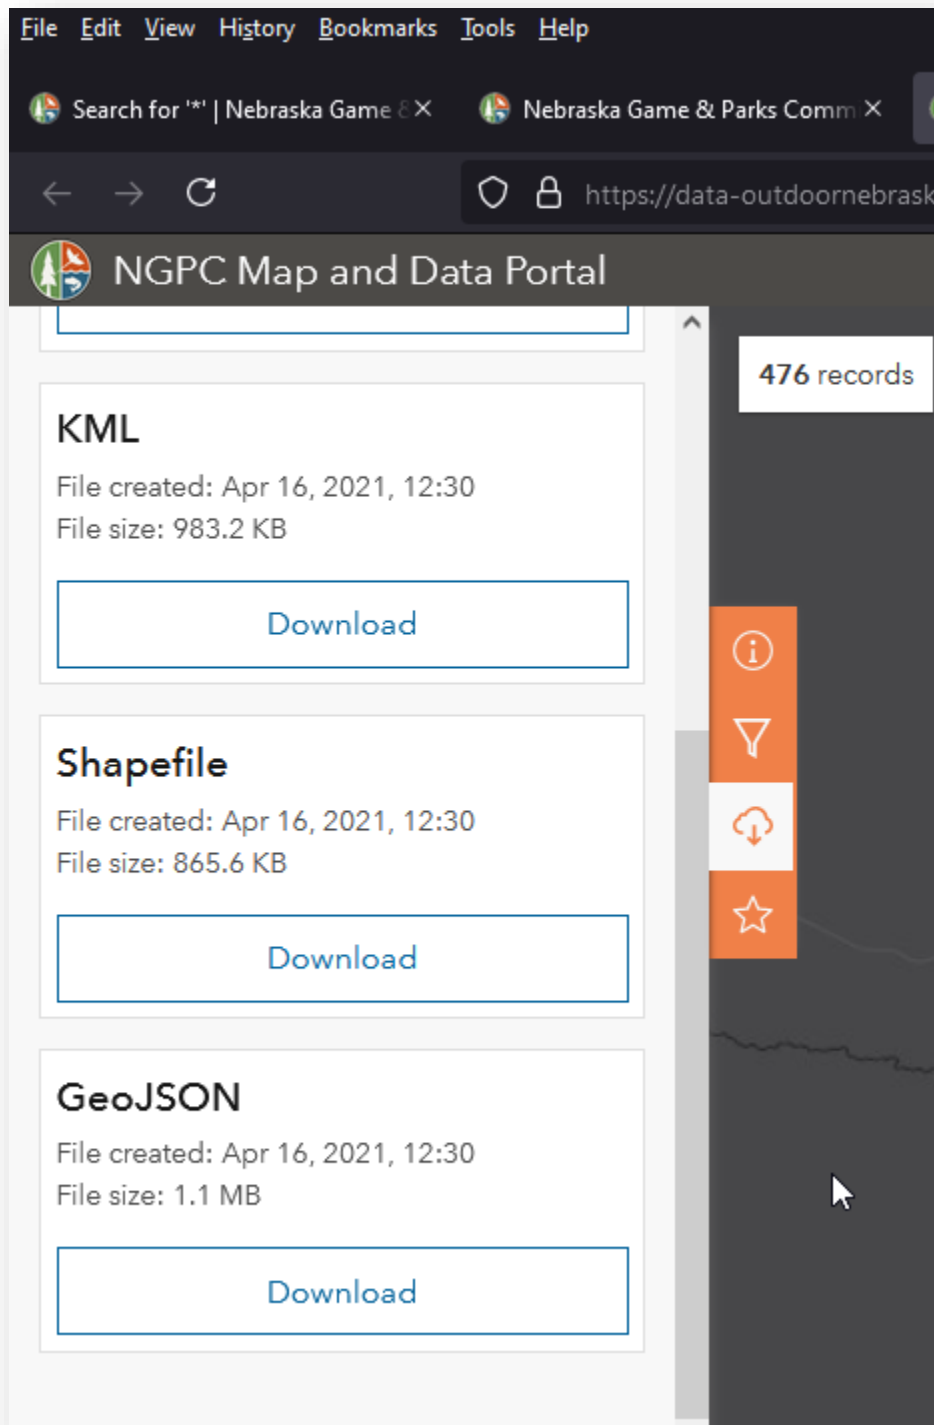 File Edit View History Bookmarks Tools Help
Search for '*' | Nebraska Game &
Nebraska Game & Parks Comm
https://data-outdoornebrask
NGPC Map and Data Portal
476 records
KML
File created: Apr 16, 2021, 12:30
File size: 983.2 KB
Download
Shapefile
File created: Apr 16, 2021, 12:30
File size: 865.6 KB
Download
GeoJSON
File created: Apr 16, 2021, 12:30
File size: 1.1 MB
Download